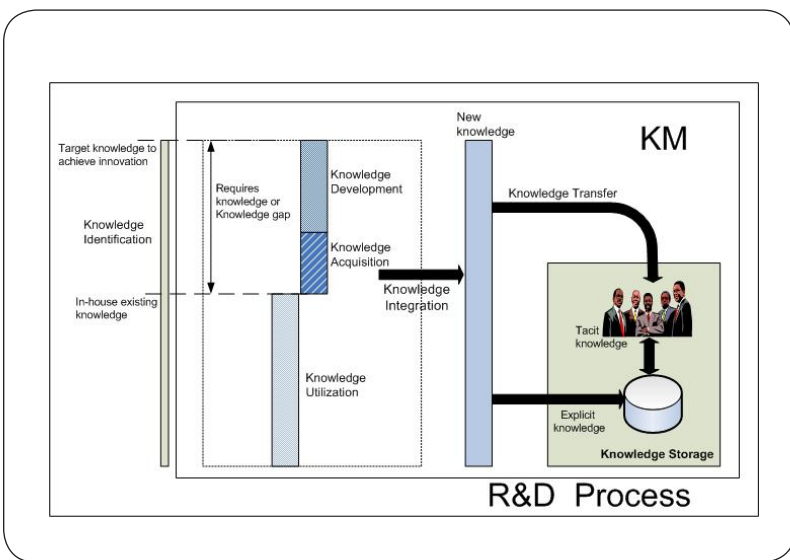 New
knowledge
KM
Target knowledge to
achieve innovation
Requires
knowledge or
Knowledge gap
Knowledge
Development
Knowledge Transfer
Knowledge
Identification
Knowledge
Acquisition
Knowledge
Integration
In-house existing
knowledge
Tacit
knowledge
Knowledge
Utilization
Explicit
knowledge
Knowledge Storage
R&D Process